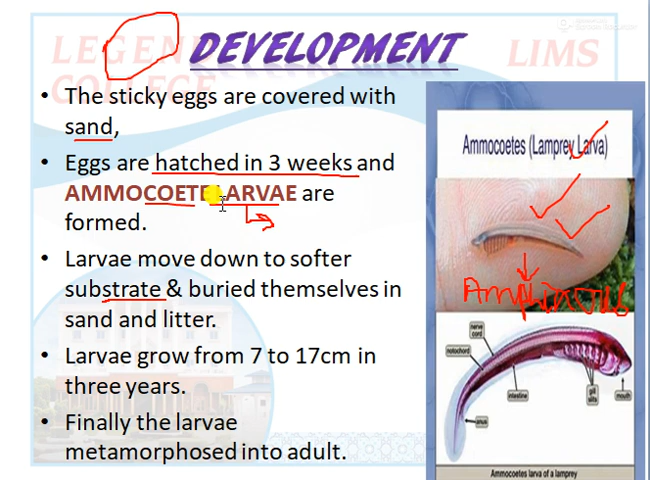 LEGEND
COLLEGE
LIMS
DEVELOPMENT
• The sticky eggs are covered with
sand,
• Eggs are hatched in 3 weeks and
AMMOCOETE LARVAE are
formed.
• Larvae move down to softer
substrate & buried themselves in
sand and litter.
• Larvae grow from 7 to 17cm in
three years.
• Finally the larvae
metamorphosed into adult.
Ammocoetes (Lamprey Larva)
nerve
cord
notochord
intestine
gill
slits
mouth
anus
Ammocoetes larva of a lamprey